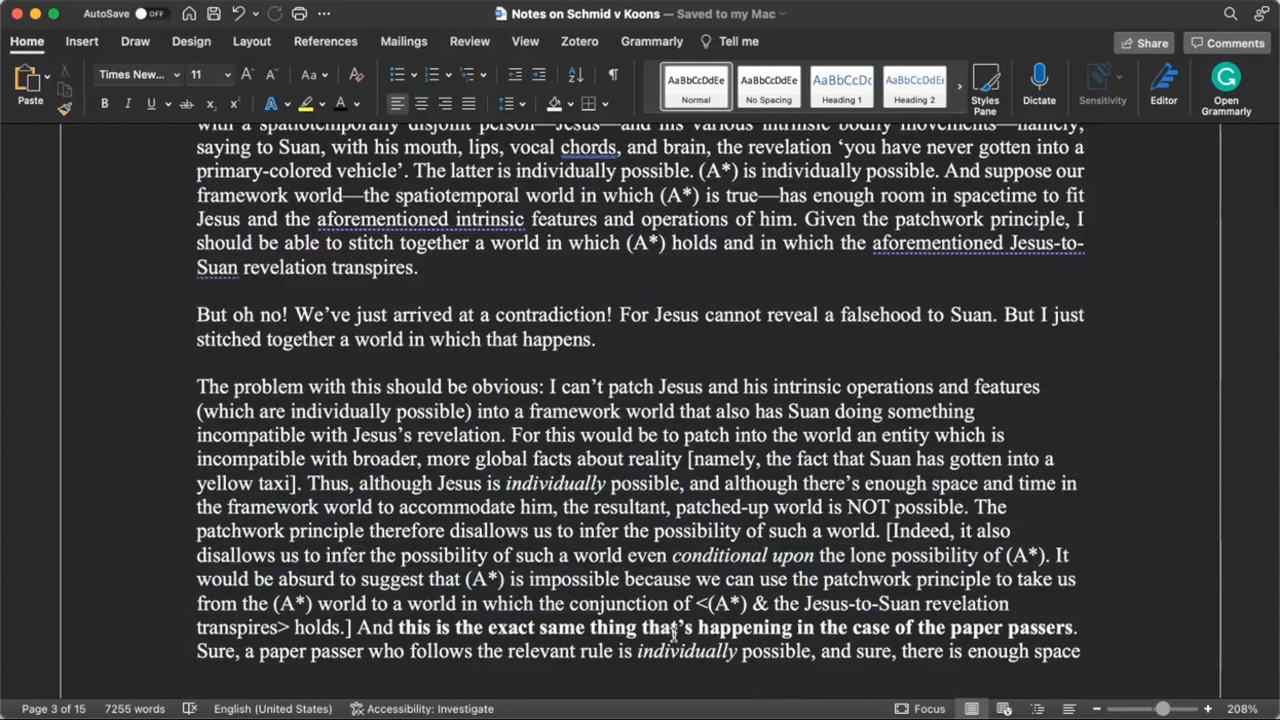 AutoSave OFF
Notes on Schmid v Koons — Saved to my Mac
Home Insert Draw Design Layout References Mailings Review View Zotero Grammarly Tell me Share Comments
Paste Times New... 11 Aa AaBbCcDdEe Normal AaBbCcDdEe No Spacing AaBbCcDc Heading 1 AaBbCcDdEe Heading 2 Styles Pane Dictate Sensitivity Editor Open Grammarly
with a spatiotemporally disjoint person—Jesus—and his various intrinsic bodily movements—namely,
saying to Suan, with his mouth, lips, vocal chords, and brain, the revelation ‘you have never gotten into a
primary-colored vehicle’. The latter is individually possible. (A*) is individually possible. And suppose our
framework world—the spatiotemporal world in which (A*) is true—has enough room in spacetime to fit
Jesus and the aforementioned intrinsic features and operations of him. Given the patchwork principle, I
should be able to stitch together a world in which (A*) holds and in which the aforementioned Jesus-to-
Suan revelation transpires.
But oh no! We’ve just arrived at a contradiction! For Jesus cannot reveal a falsehood to Suan. But I just
stitched together a world in which that happens.
The problem with this should be obvious: I can’t patch Jesus and his intrinsic operations and features
(which are individually possible) into a framework world that also has Suan doing something
incompatible with Jesus’s revelation. For this would be to patch into the world an entity which is
incompatible with broader, more global facts about reality [namely, the fact that Suan has gotten into a
yellow taxi]. Thus, although Jesus is individually possible, and although there’s enough space and time in
the framework world to accommodate him, the resultant, patched-up world is NOT possible. The
patchwork principle therefore disallows us to infer the possibility of such a world. [Indeed, it also
disallows us to infer the possibility of such a world even conditional upon the lone possibility of (A*). It
would be absurd to suggest that (A*) is impossible because we can use the patchwork principle to take us
from the (A*) world to a world in which the conjunction of <(A*) & the Jesus-to-Suan revelation
transpires> holds.] And this is the exact same thing that’s happening in the case of the paper passers.
Sure, a paper passer who follows the relevant rule is individually possible, and sure, there is enough space
Page 3 of 15 7255 words English (United States) Accessibility: Investigate Focus 208%